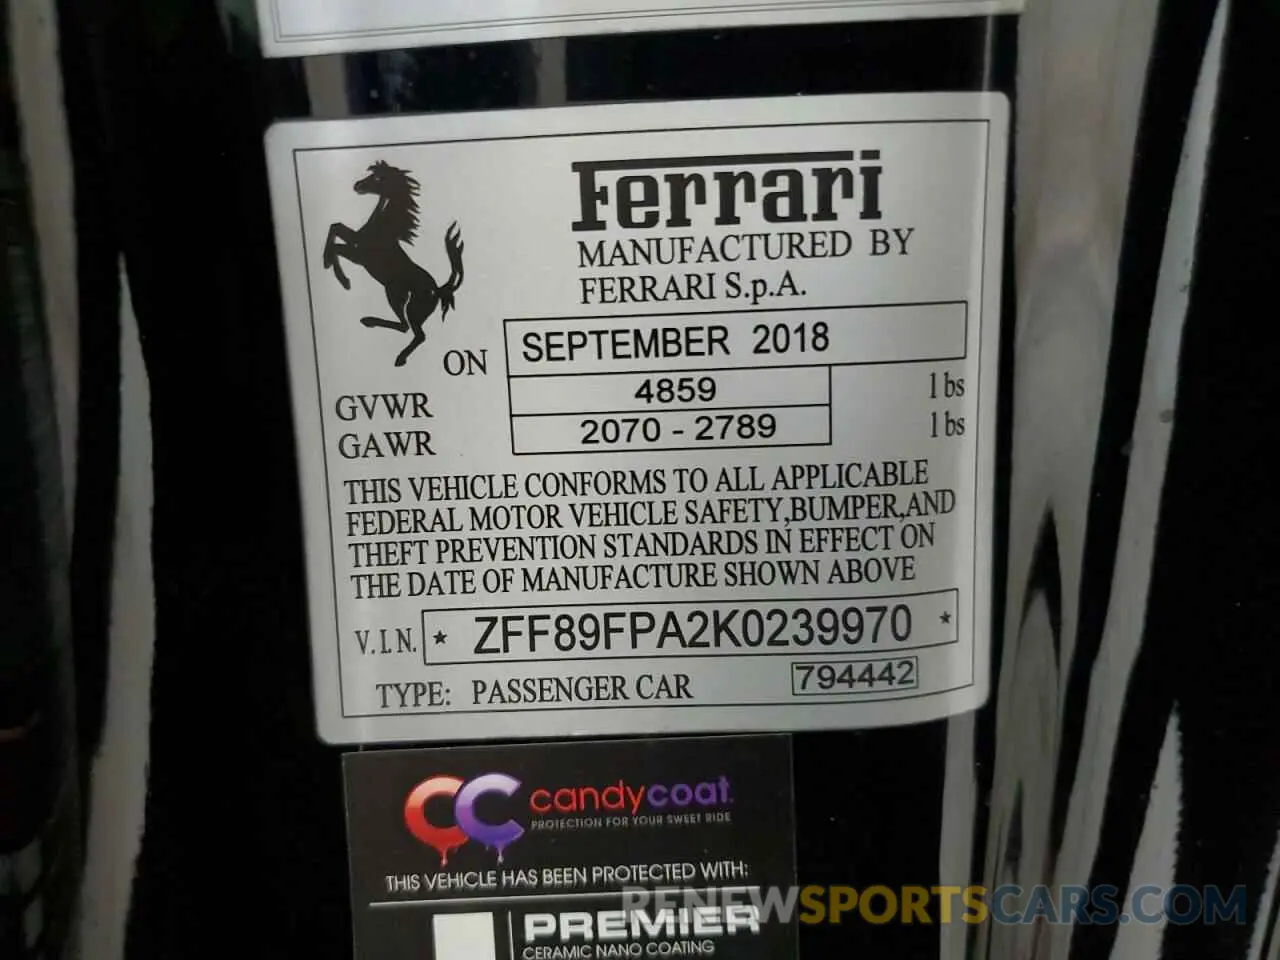 Ferrari
MANUFACTURED BY
FERRARI S.p.A.
ON SEPTEMBER 2018
GVWR 4859 lbs
GAWR 2070 - 2789 lbs
THIS VEHICLE CONFORMS TO ALL APPLICABLE
FEDERAL MOTOR VEHICLE SAFETY,BUMPER,AND
THEFT PREVENTION STANDARDS IN EFFECT ON
THE DATE OF MANUFACTURE SHOWN ABOVE
V.I.N. * ZFF89FPA2K0239970 *
TYPE: PASSENGER CAR 794442
CC candycoat
PROTECTION FOR YOUR SWEET RIDE
THIS VEHICLE HAS BEEN PROTECTED WITH:
PREMIER
CERAMIC NANO COATING
RENEWSPORTSCARS.COM